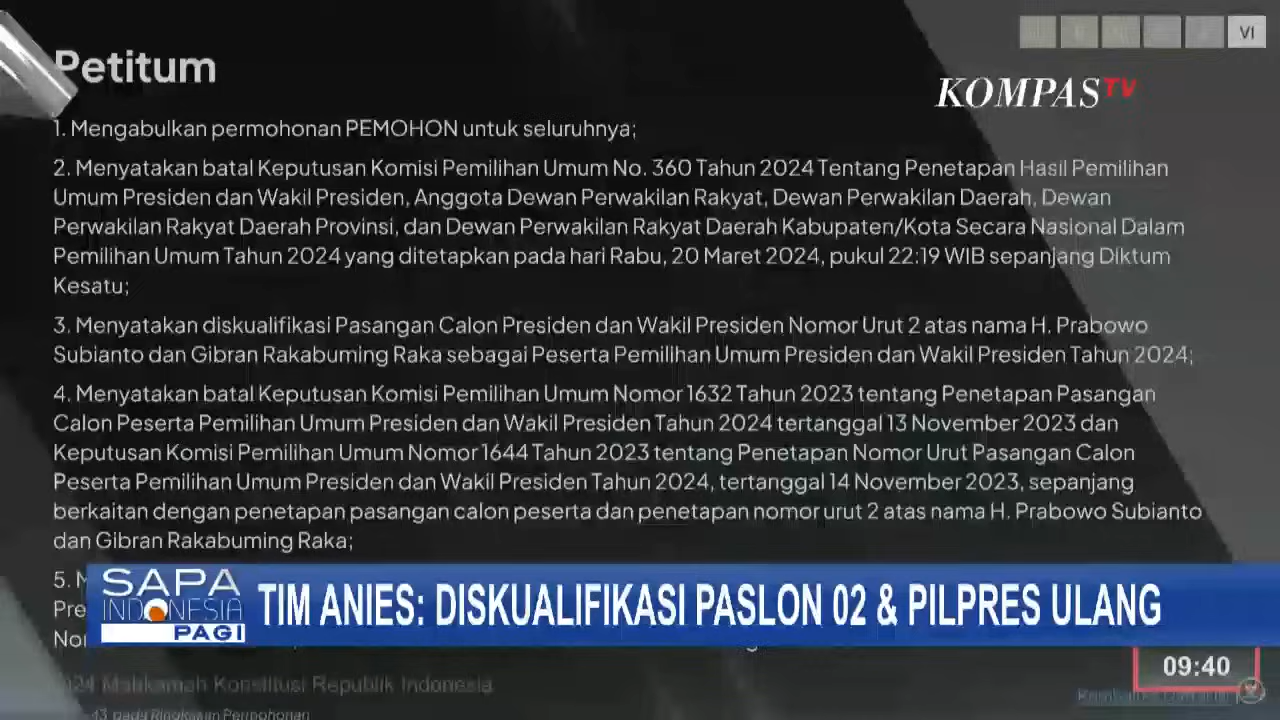 VI
Petitum
KOMPAS TV
1. Mengabulkan permohonan PEMOHON untuk seluruhnya;
2. Menyatakan batal Keputusan Komisi Pemilihan Umum No. 360 Tahun 2024 Tentang Penetapan Hasil Pemilihan
Umum Presiden dan Wakil Presiden, Anggota Dewan Perwakilan Rakyat, Dewan Perwakilan Daerah, Dewan
Perwakilan Rakyat Daerah Provinsi, dan Dewan Perwakilan Rakyat Daerah Kabupaten/Kota Secara Nasional Dalam
Pemilihan Umum Tahun 2024 yang ditetapkan pada hari Rabu, 20 Maret 2024, pukul 22:19 WIB sepanjang Diktum
Kesatu;
3. Menyatakan diskualifikasi Pasangan Calon Presiden dan Wakil Presiden Nomor Urut 2 atas nama H. Prabowo
Subianto dan Gibran Rakabuming Raka sebagai Peserta Pemilihan Umum Presiden dan Wakil Presiden Tahun 2024;
4. Menyatakan batal Keputusan Komisi Pemilihan Umum Nomor 1632 Tahun 2023 tentang Penetapan Pasangan
Calon Peserta Pemilihan Umum Presiden dan Wakil Presiden Tahun 2024 tertanggal 13 November 2023 dan
Keputusan Komisi Pemilihan Umum Nomor 1644 Tahun 2023 tentang Penetapan Nomor Urut Pasangan Calon
Peserta Pemilihan Umum Presiden dan Wakil Presiden Tahun 2024, tertanggal 14 November 2023, sepanjang
berkaitan dengan penetapan pasangan calon peserta dan penetapan nomor urut 2 atas nama H. Prabowo Subianto
dan Gibran Rakabuming Raka;
5. M
Pre
Nor
SAPA
INDONESIA
PAGI
TIM ANIES: DISKUALIFIKASI PASLON 02 & PILPRES ULANG
09:40
2024 Mahkamah Konstitusi Republik Indonesia
13 pada Ringkasan Permohonan